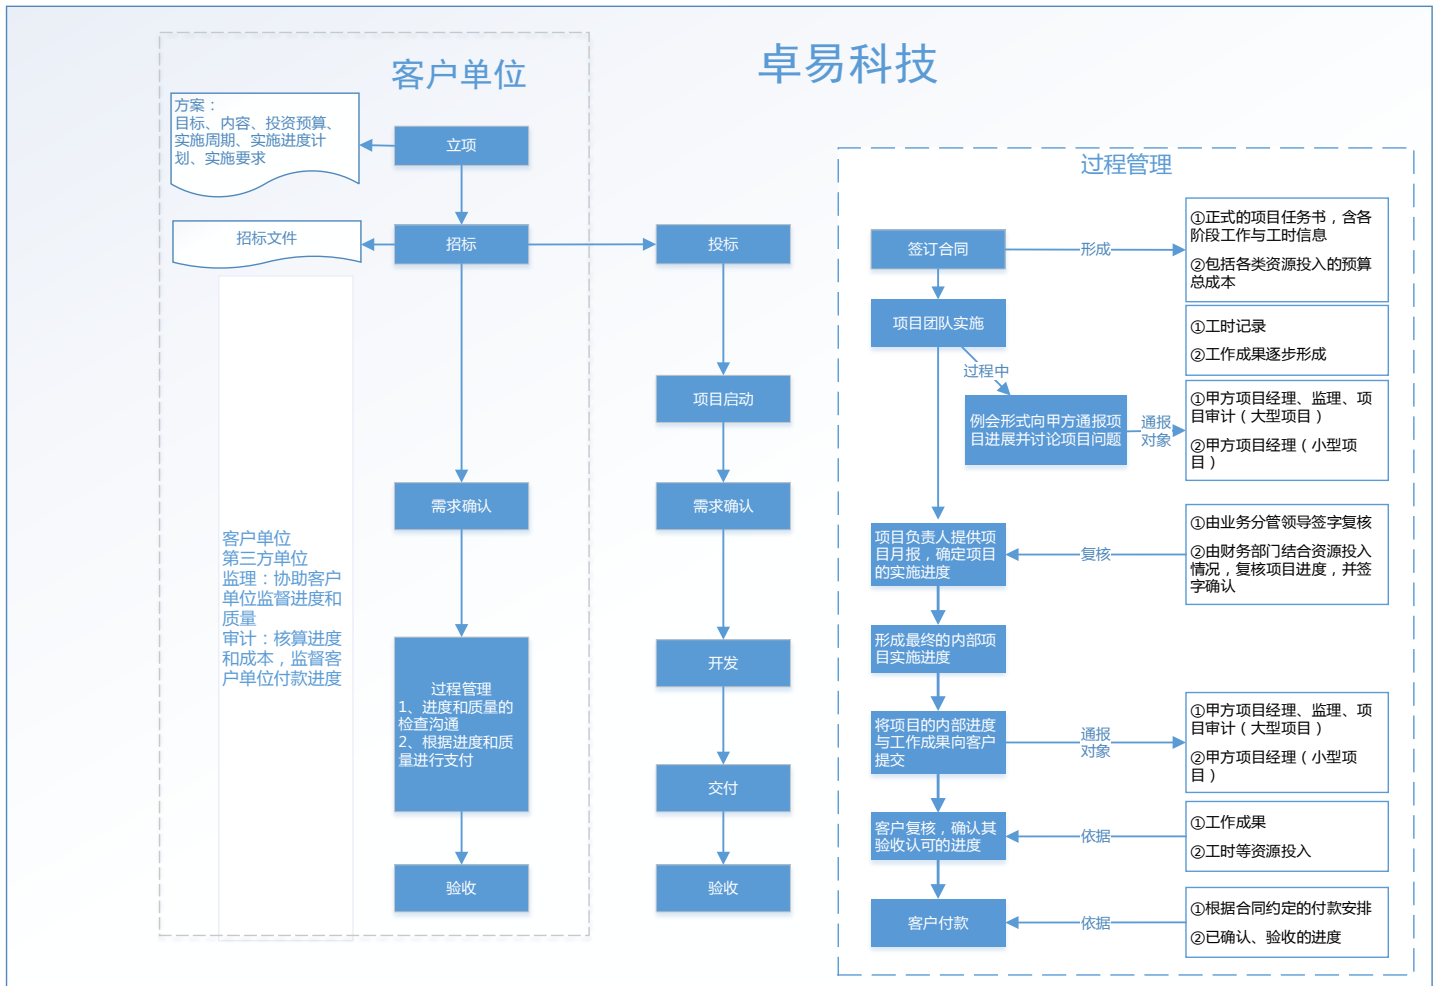 客户单位
卓易科技
方案：
目标、内容、投资预算、
实施周期、实施进度计
划、实施要求
立项
招标文件
招标
客户单位
第三方单位
监理：协助客户
单位监督进度和
质量
审计：核算进度
和成本，监督客
户单位付款进度
需求确认
过程管理
1、进度和质量的
检查沟通
2、根据进度和质
量进行支付
验收
投标
项目启动
需求确认
开发
交付
验收
过程管理
签订合同
形成
①正式的项目任务书，含各
阶段工作与工时信息
②包括各类资源投入的预算
总成本
项目团队实施
①工时记录
②工作成果逐步形成
过程中
例会形式向甲方通报项
目进展并讨论项目问题
通报
对象
①甲方项目经理、监理、项
目审计（大型项目）
②甲方项目经理（小型项
目）
项目负责人提供项
目月报，确定项目
的实施进度
复核
①由业务分管领导签字复核
②由财务部门结合资源投入
情况，复核项目进度，并签
字确认
形成最终的内部项
目实施进度
将项目的内部进度
与工作成果向客户
提交
通报
对象
①甲方项目经理、监理、项
目审计（大型项目）
②甲方项目经理（小型项
目）
客户复核，确认其
验收认可的进度
依据
①工作成果
②工时等资源投入
客户付款
依据
①根据合同约定的付款安排
②已确认、验收的进度